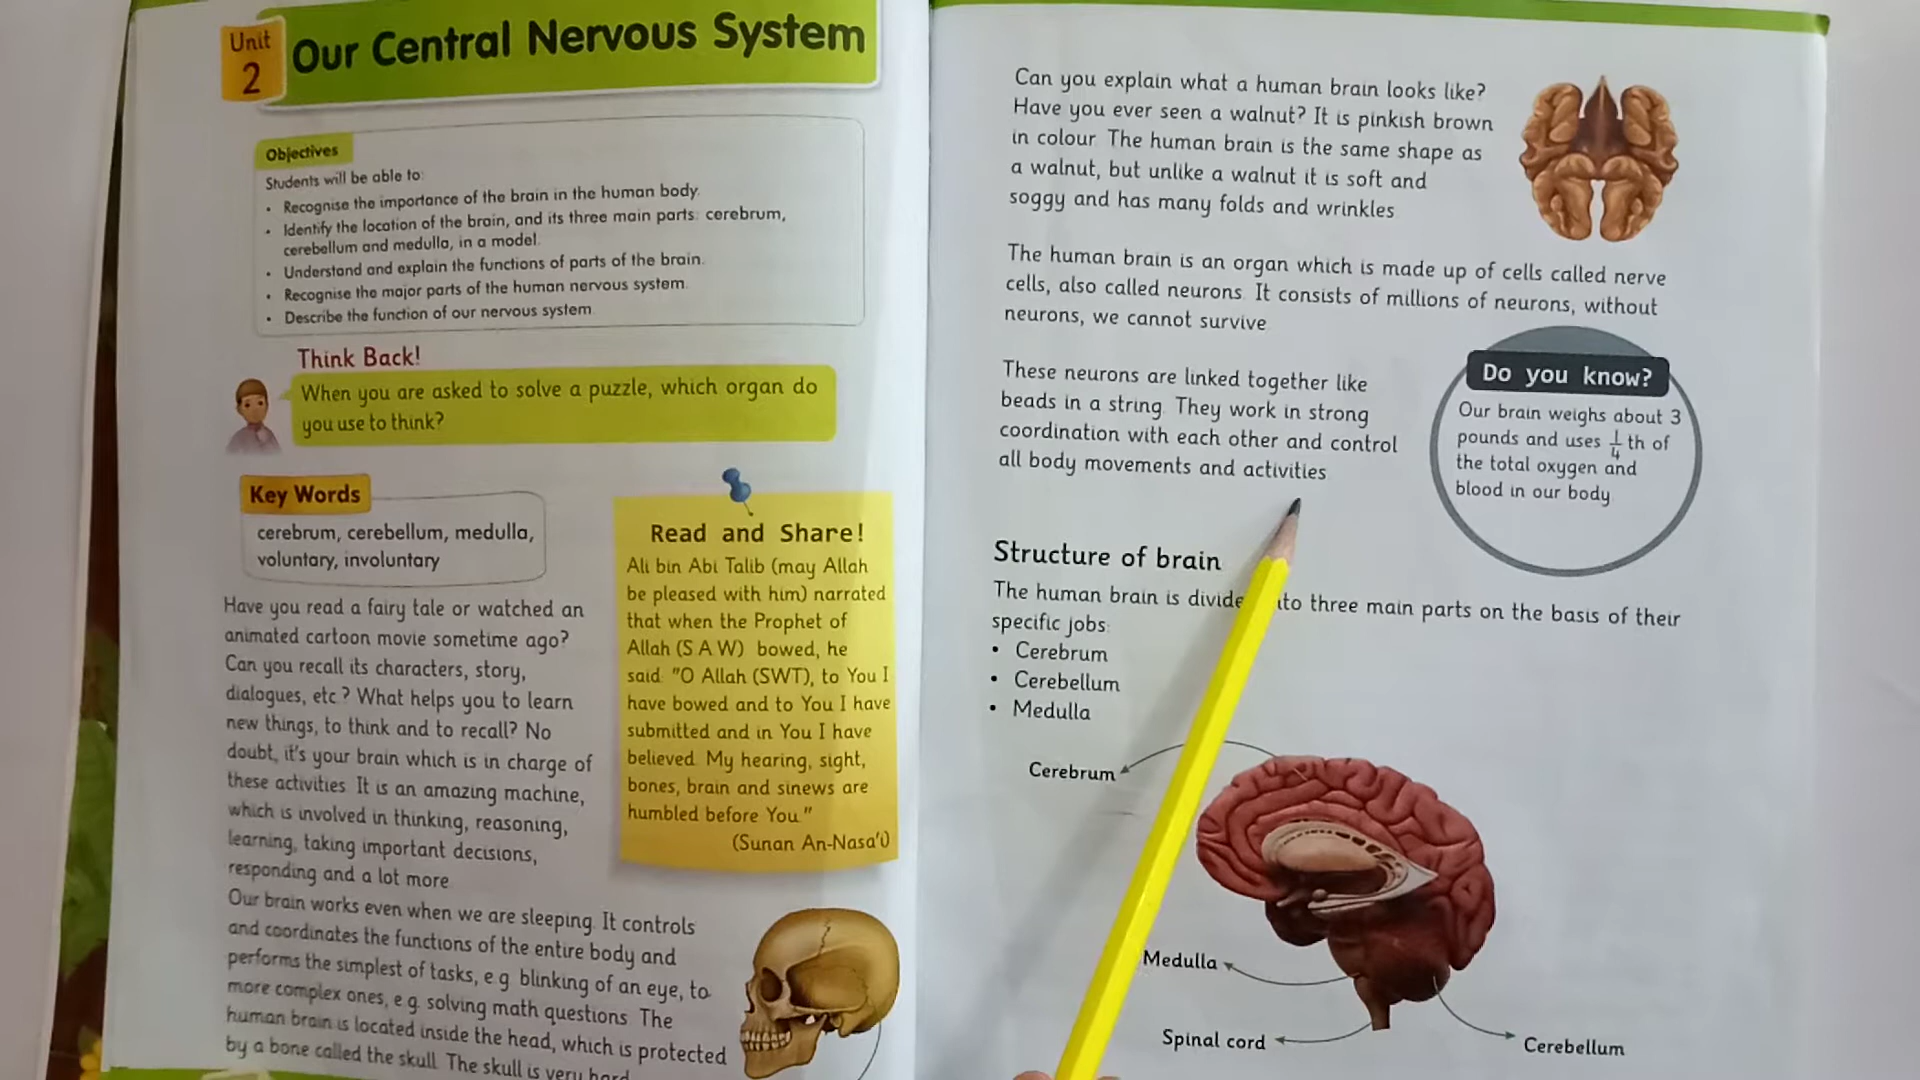 Unit
2
Our Central Nervous System
Objectives
Students will be able to:
• Recognise the importance of the brain in the human body.
• Identify the location of the brain, and its three main parts: cerebrum,
cerebellum and medulla, in a model.
• Understand and explain the functions of parts of the brain.
• Recognise the major parts of the human nervous system.
• Describe the function of our nervous system.
Think Back!
When you are asked to solve a puzzle, which organ do
you use to think?
Key Words
cerebrum, cerebellum, medulla,
voluntary, involuntary
Have you read a fairy tale or watched an
animated cartoon movie sometime ago?
Can you recall its characters, story,
dialogues, etc.? What helps you to learn
new things, to think and to recall? No
doubt, it's your brain which is in charge of
these activities. It is an amazing machine,
which is involved in thinking, reasoning,
learning, taking important decisions,
responding and a lot more.
Our brain works even when we are sleeping. It controls
and coordinates the functions of the entire body and
performs the simplest of tasks, e.g. blinking of an eye, to
more complex ones, e.g. solving math questions. The
human brain is located inside the head, which is protected
by a bone called the skull. The skull is very hard
Read and Share!
Ali bin Abi Talib (may Allah
be pleased with him) narrated
that when the Prophet of
Allah (S.A.W) bowed, he
said: "O Allah (SWT), to You I
have bowed and to You I have
submitted and in You I have
believed. My hearing, sight,
bones, brain and sinews are
humbled before You."
(Sunan An-Nasa'i)
Can you explain what a human brain looks like?
Have you ever seen a walnut? It is pinkish brown
in colour. The human brain is the same shape as
a walnut, but unlike a walnut it is soft and
soggy and has many folds and wrinkles.
The human brain is an organ which is made up of cells called nerve
cells, also called neurons. It consists of millions of neurons, without
neurons, we cannot survive.
These neurons are linked together like
beads in a string. They work in strong
coordination with each other and control
all body movements and activities.
Do you know?
Our brain weighs about 3
pounds and uses 1/4 th of
the total oxygen and
blood in our body.
Structure of brain
The human brain is divide to three main parts on the basis of their
specific jobs:
• Cerebrum
• Cerebellum
• Medulla
Cerebrum
Medulla
Spinal cord
Cerebellum